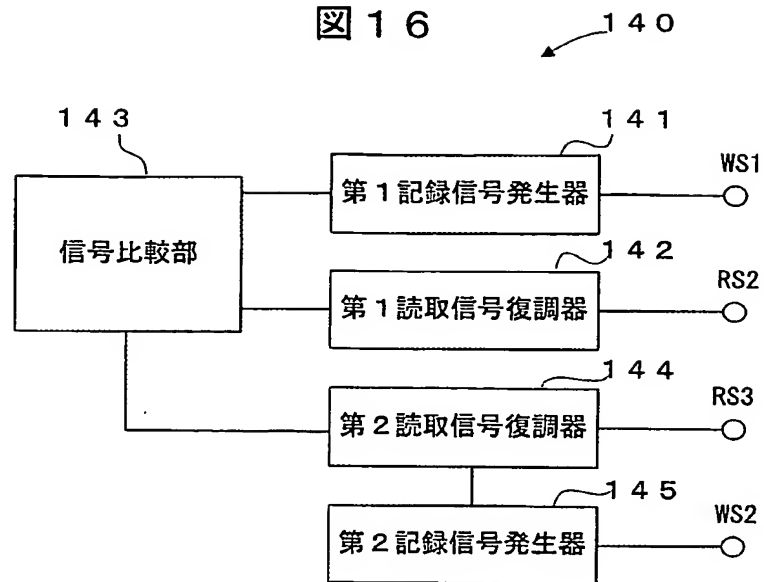 図16
140
143
141
第1記録信号発生器
WS1
信号比較部
142
第1読取信号復調器
RS2
144
第2読取信号復調器
RS3
145
第2記録信号発生器
WS2